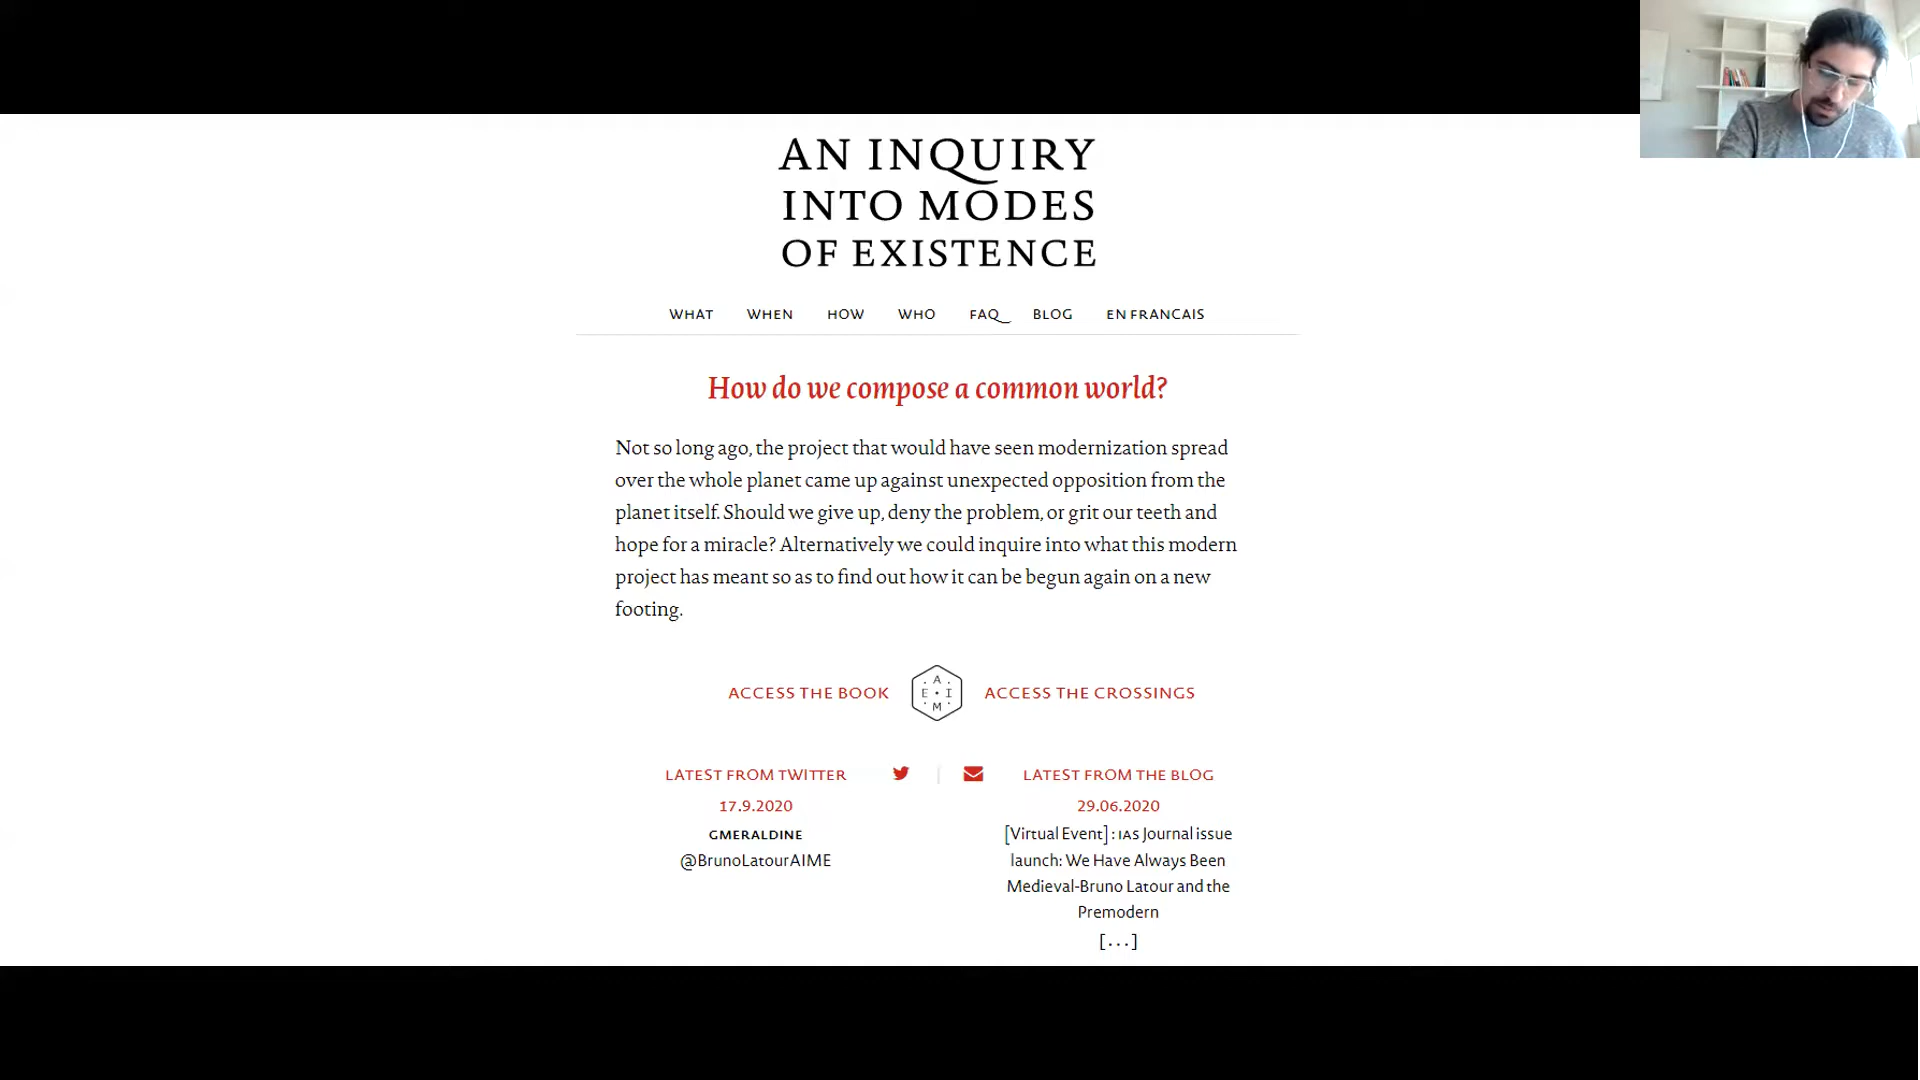 AN INQUIRY
INTO MODES
OF EXISTENCE
WHAT WHEN HOW WHO FAQ BLOG EN FRANCAIS
How do we compose a common world?
Not so long ago, the project that would have seen modernization spread
over the whole planet came up against unexpected opposition from the
planet itself. Should we give up, deny the problem, or grit our teeth and
hope for a miracle? Alternatively we could inquire into what this modern
project has meant so as to find out how it can be begun again on a new
footing.
ACCESS THE BOOK
A
E I
M
ACCESS THE CROSSINGS
LATEST FROM TWITTER
17.9.2020
GMERALDINE
@BrunoLatourAIME
LATEST FROM THE BLOG
29.06.2020
[Virtual Event] : IAS Journal issue
launch: We Have Always Been
Medieval-Bruno Latour and the
Premodern
[...]